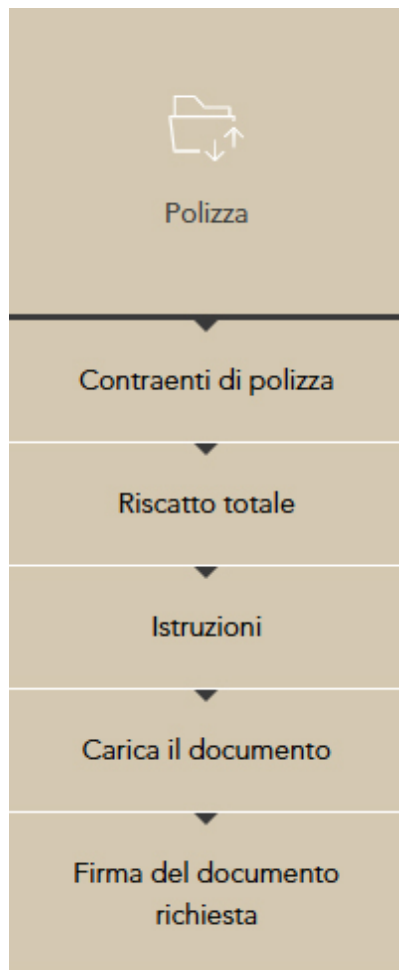 Polizza
Contraenti di polizza
Riscatto totale
Istruzioni
Carica il documento
Firma del documento
richiesta